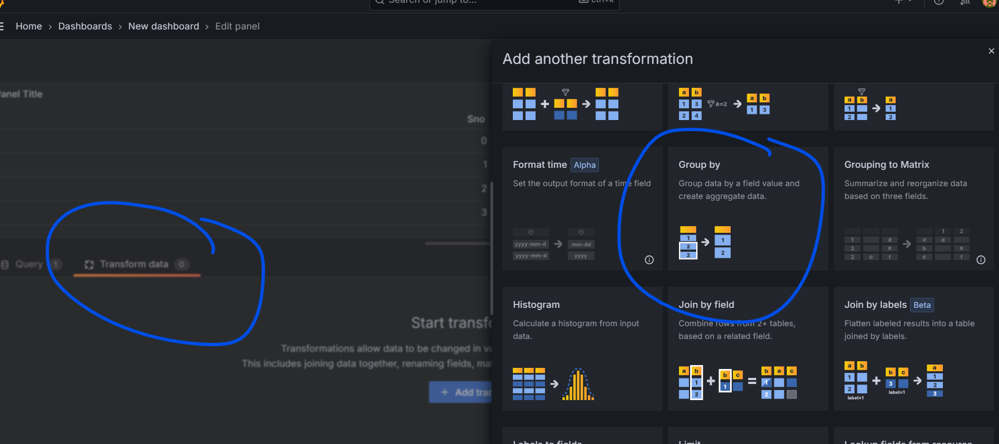 Search or jump to...
ctrl+k
Home › Dashboards › New dashboard › Edit panel
Add another transformation
Panel Title
Sno
0
1
2
3
Query 1
Transform data 0
Start transfo
Transformations allow data to be changed in va
This includes joining data together, renaming fields, mak
+ Add tran
a b
1 3
2 4
a=2
a b
1 3
a b
1
2
a
1
2
Format time Alpha
Set the output format of a time field
yyyy-mm-d
yyyy-mm-d
mm-dd
yyyy
Group by
Group data by a field value and
create aggregate data.
1
2
2
1
2
Grouping to Matrix
Summarize and reorganize data
based on three fields.
1 d
2 e
2 c f
1 2
a d
b e
c f
Histogram
Calculate a histogram from input
data.
Join by field
Combine rows from 2+ tables,
based on a related field.
a b
1
2
+
b c
1
=
b a c
1
2
Join by labels Beta
Flatten labeled results into a table
joined by labels.
a b
1
2
label=1
+
b c
3
label=1
a
1
2
3
Labels to fields
Limit
Lookup fields from resource